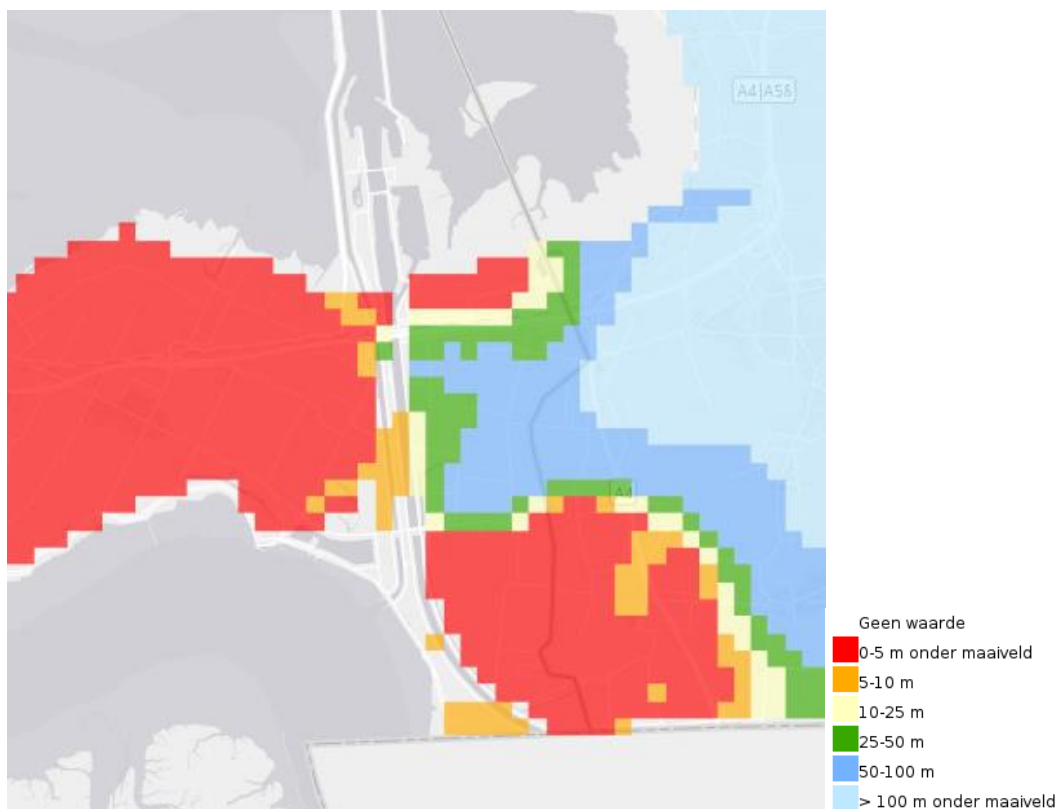 A4|A58
A4
Geen waarde
0-5 m onder maaiveld
5-10 m
10-25 m
25-50 m
50-100 m
> 100 m onder maaiveld